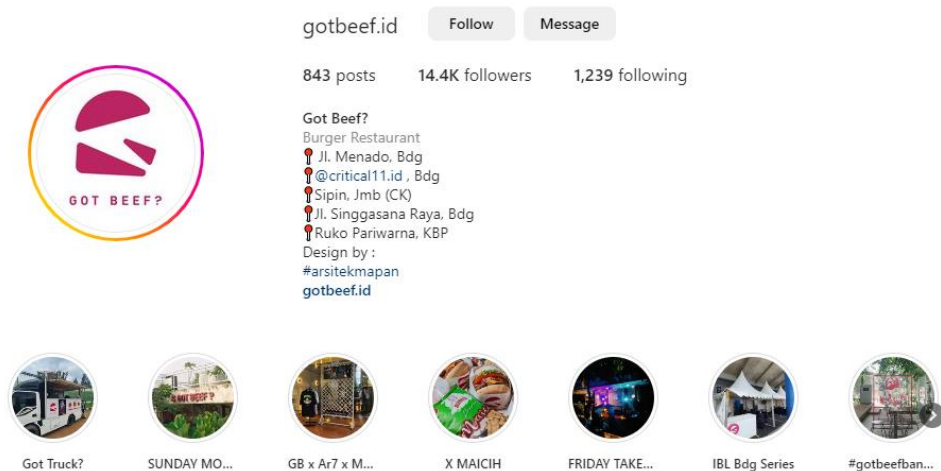 gotbeef.id Follow Message
843 posts 14.4K followers 1,239 following
GOT BEEF?
Got Beef?
Burger Restaurant
📍 Jl. Menado, Bdg
📍@critical11.id , Bdg
📍Sipin, Jmb (CK)
📍Jl. Singgasana Raya, Bdg
📍Ruko Pariwarna, KBP
Design by :
#arsitekmapan
gotbeef.id
GOT BEEF?
Got Truck? SUNDAY MO... GB x Ar7 x M... X MAICIH FRIDAY TAKE... IBL Bdg Series #gotbeefban...